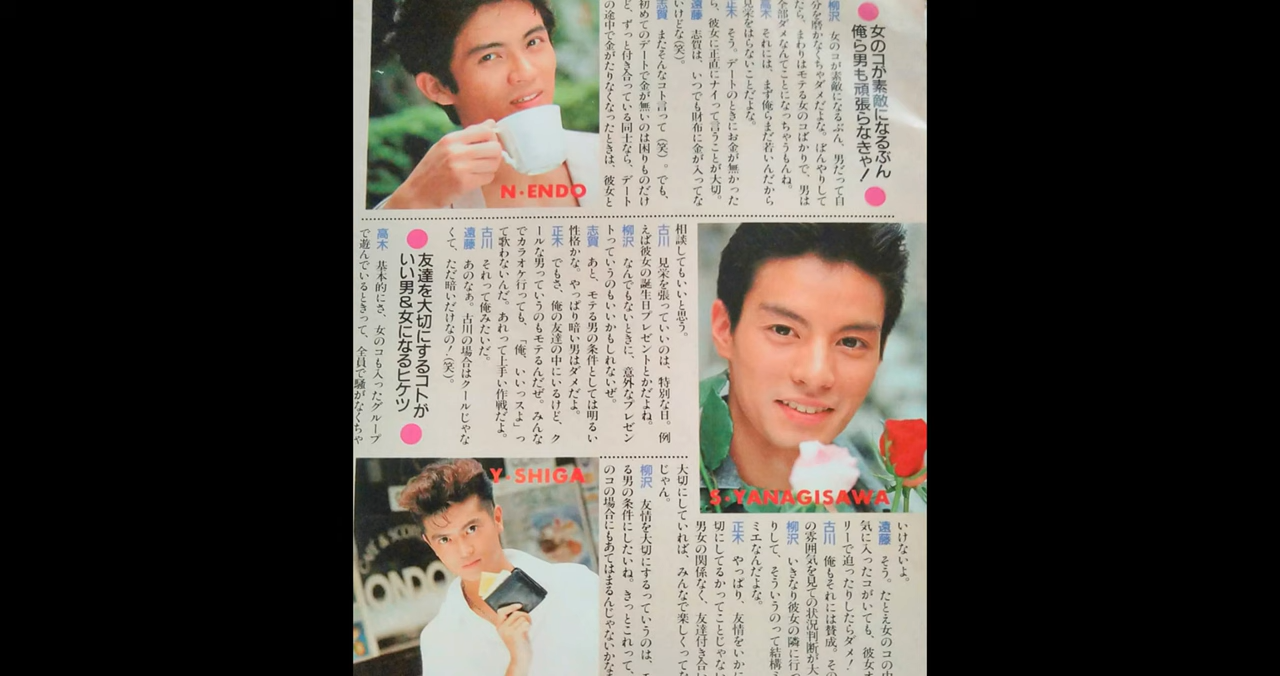 女のコが素敵になるぶん
俺ら男も頑張らなきゃ!
柳沢 女のコが素敵になるぶん、男だって自
分を磨かなくちゃダメだよな。ぼんやりして
たら、まわりはモテる女のコばかりで、男は
全部ダメなんてことになっちゃうもんね。
高木 それには、まず俺らまだ若いんだから
見栄をはらないことだよな。
正木 そう。デートのときにお金が無かった
ら、彼女に正直にナイって言うことが大切。
遠藤 志賀は、いつでも財布に金が入ってな
いけどな(笑)。
志賀 またそんなコト言って(笑)。でも、
初めてのデートで金が無いのは困りものだけ
ど、ずっと付き合っている同士なら、デート
の途中で金がたりなくなったときは、彼女と
N・ENDO
相談してもいいと思う。
古川 見栄を張っていいのは、特別な日。例
えば彼女の誕生日プレゼントとかだよね。
柳沢 なんでもないときに、意外なプレゼン
トっていうのもいいかもしれないぜ。
志賀 あと、モテる男の条件としては明るい
性格かな。やっぱり暗い男はダメだよ。
正木 でもさ、俺の友達の中にいるけど、ク
ールな男っていうのもモテるんだぜ。みんな
でカラオケ行っても、「俺、いいっスよ」っ
て歌わないんだ。あれって上手い作戦だよ。
古川 それって俺みたいだ。
遠藤 あのなぁ。古川の場合はクールじゃな
くて、ただ暗いだけなの!(笑)。
友達を大切にするコトが
いい男&女になるヒケツ
高木 基本的にさ、女のコも入ったグループ
で遊んでいるときって、全員で騒がなくちゃ
S・YANAGISAWA
いけないよ。
遠藤 そう。たとえ女のコの中
気に入ったコがいても、彼女
リーで迫ったりしたらダメ!
古川 俺もそれには賛成。その
の雰囲気を見ての状況判断が大
柳沢 いきなり彼女の隣に行っ
りして、そういうのって結構
ミエなんだよな。
正木 やっぱり、友情をいかに
切にしてるかってことじゃない
男女の関係なく、友達付き合い
大切にしていれば、みんなで楽しくってな
じゃん。
柳沢 友情を大切にするっていうのは、
る男の条件にしたいね。きっとこれって、
のコの場合にもあてはまるんじゃないかな
Y・SHIGA
CAFE &
LONDO